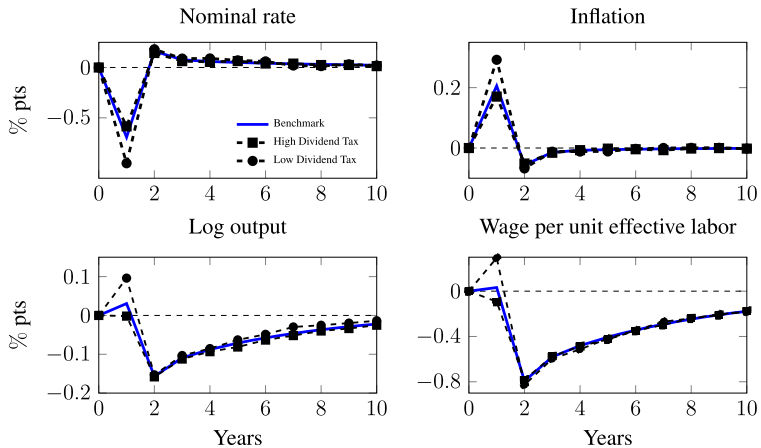 Nominal rate
Inflation
% pts
0
−0.5
Benchmark
High Dividend Tax
Low Dividend Tax
0 2 4 6 8 10
0.2
0
0 2 4 6 8 10
Log output
Wage per unit effective labor
% pts
0.1
0
−0.1
−0.2
0 2 4 6 8 10
Years
0
−0.4
−0.8
0 2 4 6 8 10
Years